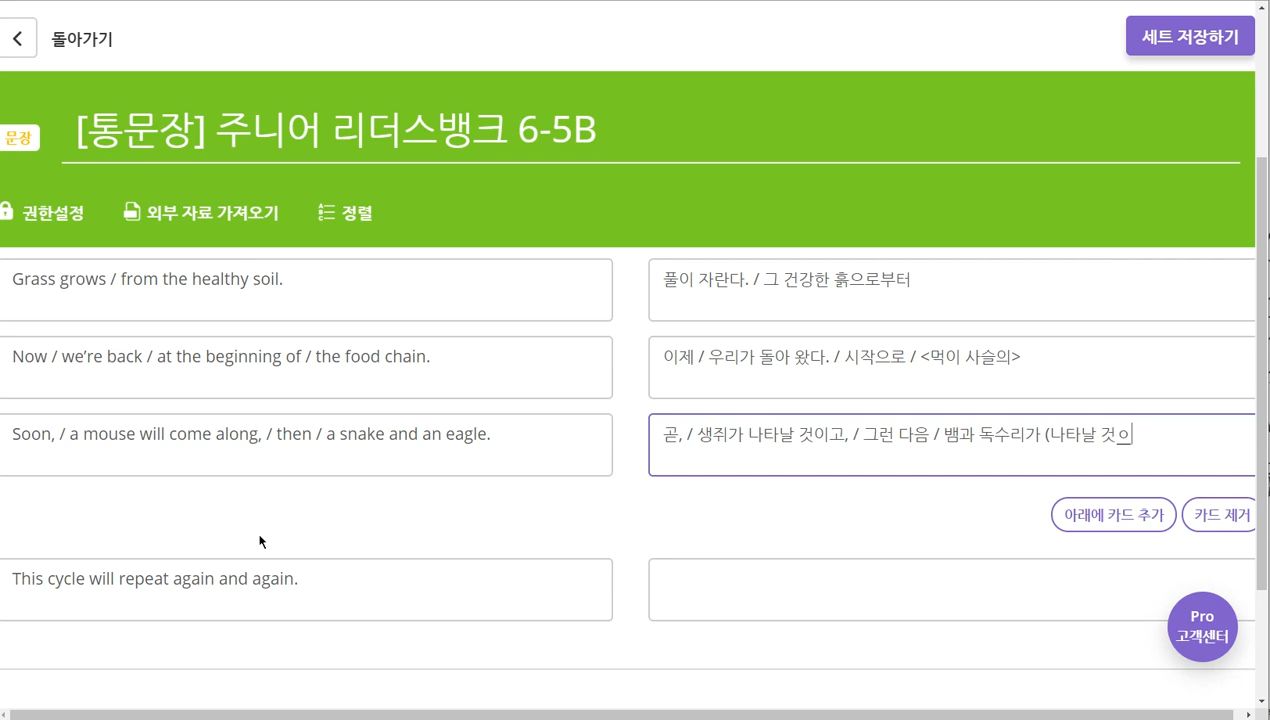 돌아가기
세트 저장하기
문장
[통문장] 주니어 리더스뱅크 6-5B
권한설정
외부 자료 가져오기
정렬
Grass grows / from the healthy soil.
풀이 자란다. / 그 건강한 흙으로부터
Now / we’re back / at the beginning of / the food chain.
이제 / 우리가 돌아 왔다. / 시작으로 / <먹이 사슬의>
Soon, / a mouse will come along, / then / a snake and an eagle.
곧, / 생쥐가 나타날 것이고, / 그런 다음 / 뱀과 독수리가 (나타날 것ㅇ
아래에 카드 추가
카드 제거
This cycle will repeat again and again.
Pro
고객센터